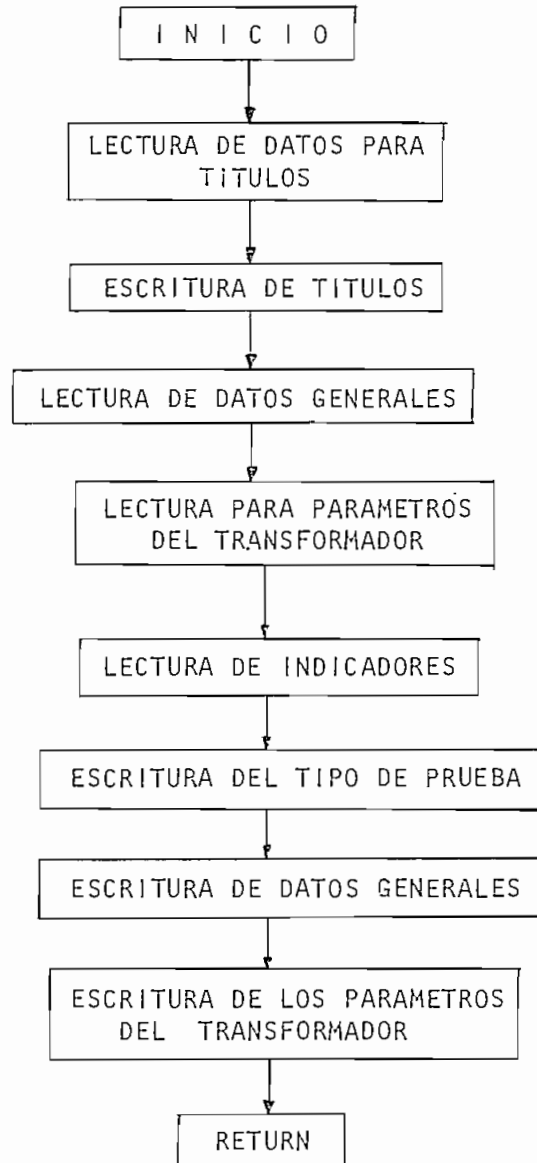 I N I C I O
LECTURA DE DATOS PARA
TITULOS
ESCRITURA DE TITULOS
LECTURA DE DATOS GENERALES
LECTURA PARA PARAMETROS
DEL TRANSFORMADOR
LECTURA DE INDICADORES
ESCRITURA DEL TIPO DE PRUEBA
ESCRITURA DE DATOS GENERALES
ESCRITURA DE LOS PARAMETROS
DEL TRANSFORMADOR
RETURN